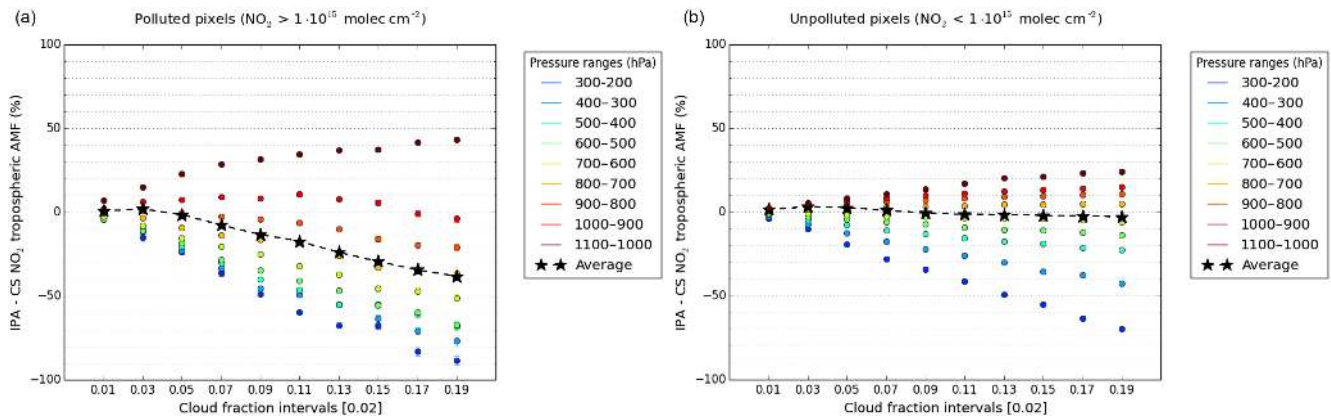 (a)
Polluted pixels (NO₂ > 1·10¹⁵ molec cm⁻²)
IPA - CS NO₂ tropospheric AMF (%)
100
50
0
−50
−100
0.01 0.03 0.05 0.07 0.09 0.11 0.13 0.15 0.17 0.19
Cloud fraction intervals [0.02]
Pressure ranges (hPa)
300-200
400−300
500−400
600−500
700−600
800−700
900−800
1000−900
1100−1000
Average
(b)
Unpolluted pixels (NO₂ < 1·10¹⁵ molec cm⁻²)
IPA - CS NO₂ tropospheric AMF (%)
100
50
0
−50
−100
0.01 0.03 0.05 0.07 0.09 0.11 0.13 0.15 0.17 0.19
Cloud fraction intervals [0.02]
Pressure ranges (hPa)
300-200
400−300
500−400
600−500
700−600
800−700
900−800
1000−900
1100−1000
Average